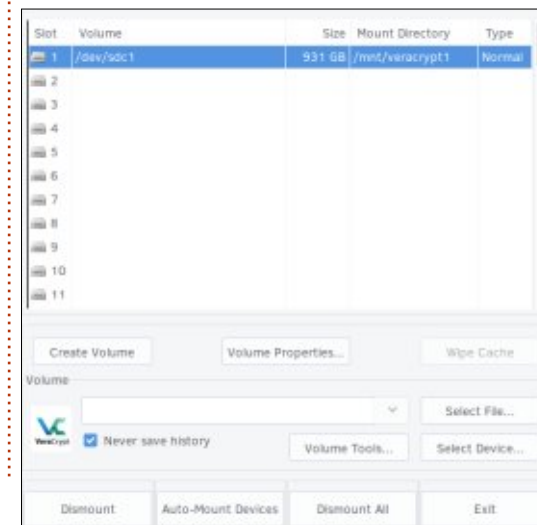 Slot Volume Size Mount Directory Type
1 /dev/sdc1 931 GB /mnt/veracrypt1 Normal
2
3
4
5
6
7
8
9
10
11
Create Volume Volume Properties... Wipe Cache
Volume
VeraCrypt Never save history Volume Tools... Select File...
Select Device...
Dismount Auto-Mount Devices Dismount All Exit